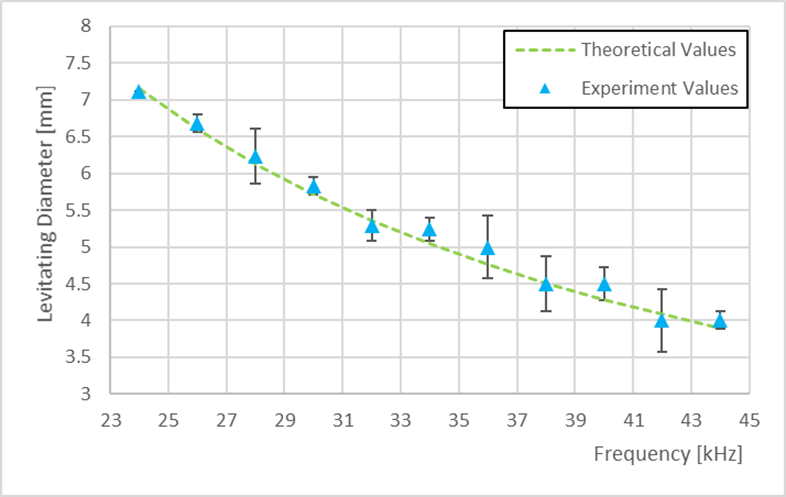 8
7.5
7
6.5
6
5.5
5
4.5
4
3.5
3
Levitating Diameter [mm]
Theoretical Values
Experiment Values
23 25 27 29 31 33 35 37 39 41 43 45
Frequency [kHz]